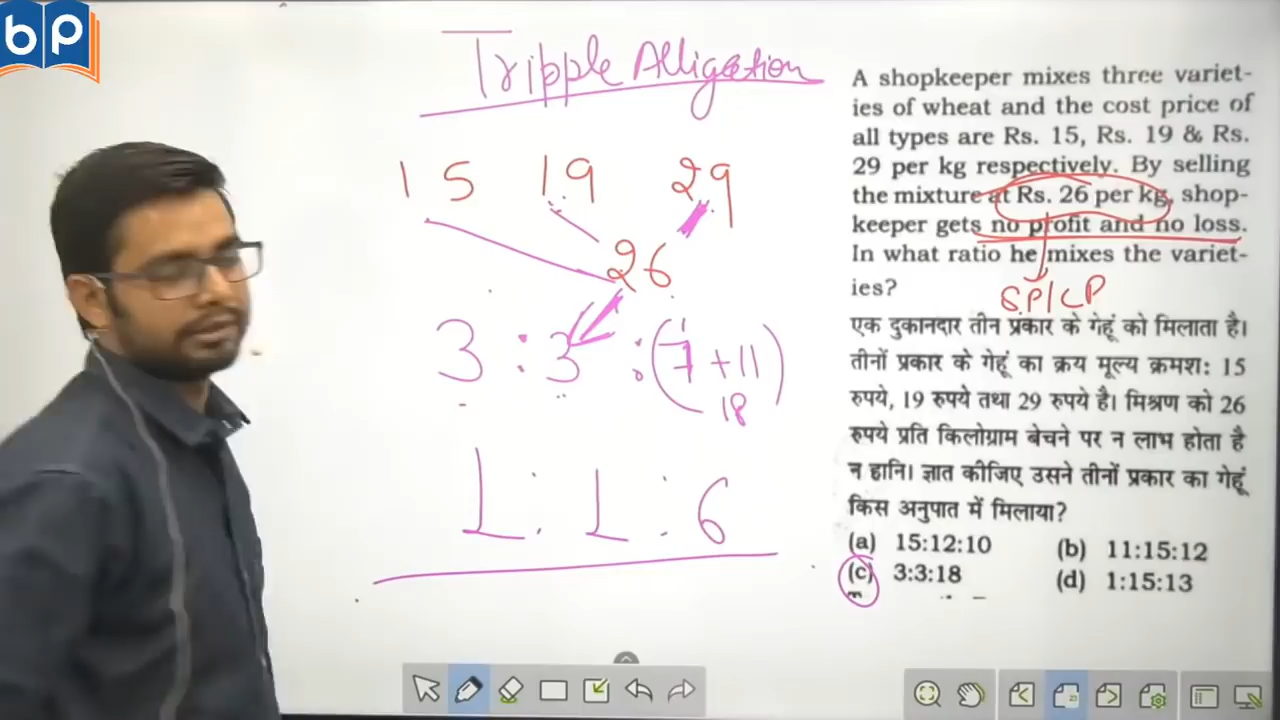 bp
Tripple Alligation
15 19 29
26
3 : 3 : (7 + 11)
18
1 : 1 : 6
A shopkeeper mixes three variet-
ies of wheat and the cost price of
all types are Rs. 15, Rs. 19 & Rs.
29 per kg respectively. By selling
the mixture at Rs. 26 per kg, shop-
keeper gets no profit and no loss.
In what ratio he mixes the variet-
ies?
SP/CP
एक दुकानदार तीन प्रकार के गेहूं को मिलाता है।
तीनों प्रकार के गेहूं का क्रय मूल्य क्रमश: 15
रुपये, 19 रुपये तथा 29 रुपये है। मिश्रण को 26
रुपये प्रति किलोग्राम बेचने पर न लाभ होता है
न हानि। ज्ञात कीजिए उसने तीनों प्रकार का गेहूं
किस अनुपात में मिलाया?
(a) 15:12:10 (b) 11:15:12
(c) 3:3:18 (d) 1:15:13